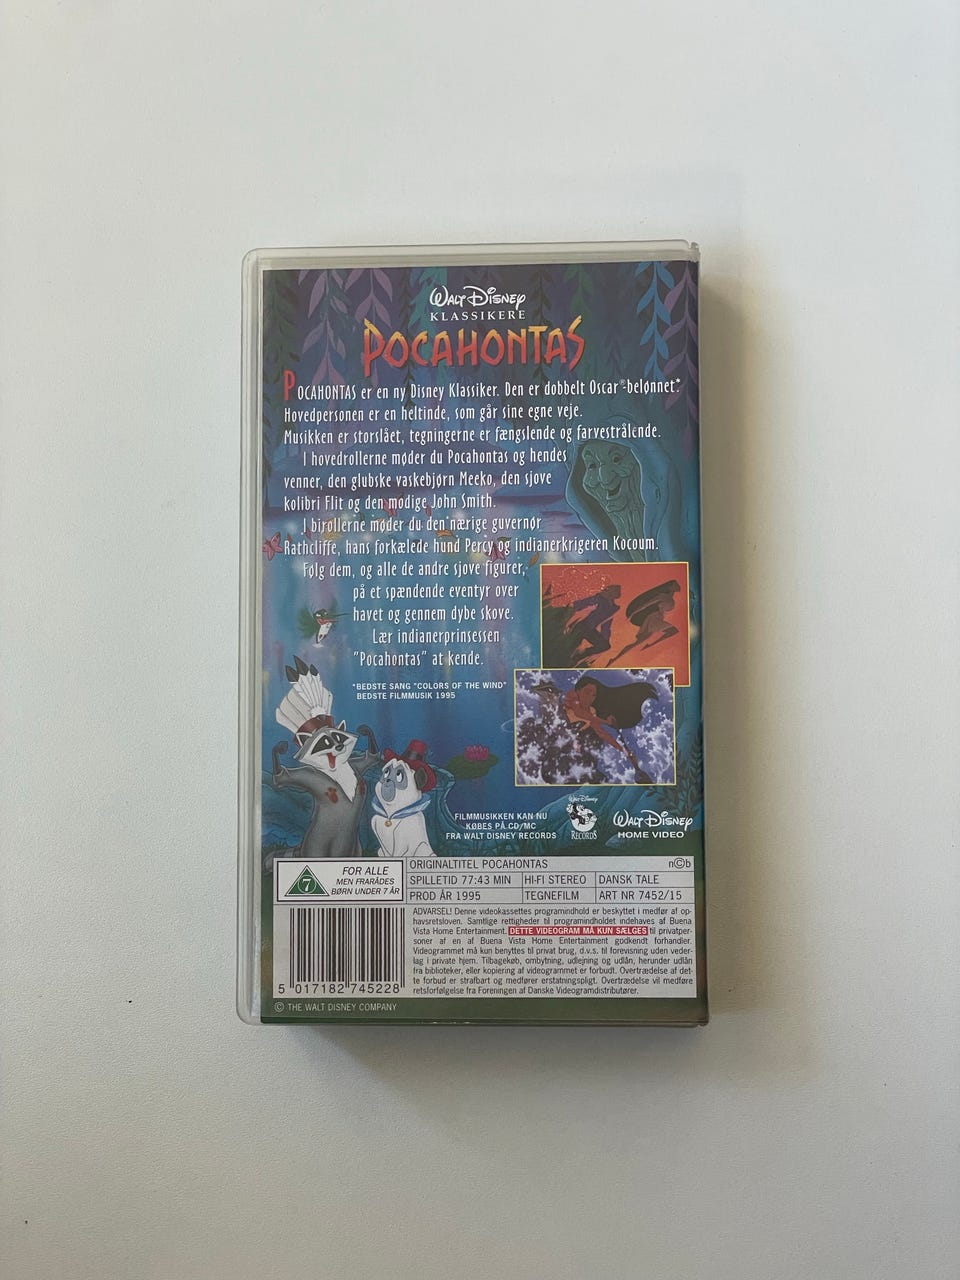 WALT DISNEY
KLASSIKERE
POCAHONTAS
POCAHONTAS er en ny Disney Klassiker. Den er dobbelt Oscar®-belønnet*
Hovedpersonen er en heltinde, som går sine egne veje.
Musikken er storslået, tegningerne er fængslende og farvestrålende.
I hovedrollerne møder du Pocahontas og hendes
venner, den glubske vaskebjørn Meeko, den sjove
kolibri Flit og den modige John Smith.
I birollerne møder du den nærige guvernør
Rathcliffe, hans forkælede hund Percy og indianerkrigeren Kocoum.
Følg dem, og alle de andre sjove figurer,
på et spændende eventyr over
havet og gennem dybe skove.
Lær indianerprinsessen
"Pocahontas" at kende.
*BEDSTE SANG "COLORS OF THE WIND"
BEDSTE FILMMUSIK 1995
FILMMUSIKKEN KAN NU
KØBES PÅ CD/MC
FRA WALT DISNEY RECORDS
Walt Disney
RECORDS
WALT DISNEY
HOME VIDEO
7
FOR ALLE
MEN FRARÅDES
BØRN UNDER 7 ÅR
ORIGINALTITEL POCAHONTAS n©b
SPILLETID 77:43 MIN HI-FI STEREO DANSK TALE
PROD ÅR 1995 TEGNEFILM ART NR 7452/15
ADVARSEL! Denne videokassettes programindhold er beskyttet i medfør af op-
havsretsloven. Samtlige rettigheder til programindholdet indehaves af Buena
Vista Home Entertainment. DETTE VIDEOGRAM MÅ KUN SÆLGES til privatper-
soner af en af Buena Vista Home Entertainment godkendt forhandler.
Videogrammet må kun benyttes til privat brug, d.v.s. til forevisning uden veder-
lag i private hjem. Tilbagekøb, ombytning, udlejning og udlån, herunder udlån
fra biblioteker, eller kopiering af videogrammet er forbudt. Overtrædelse af det-
te forbud er strafbart og medfører erstatningspligt. Overtrædelse vil medføre
retsforfølgelse fra Foreningen af Danske Videogramdistributører.
5 017182 745228
© THE WALT DISNEY COMPANY